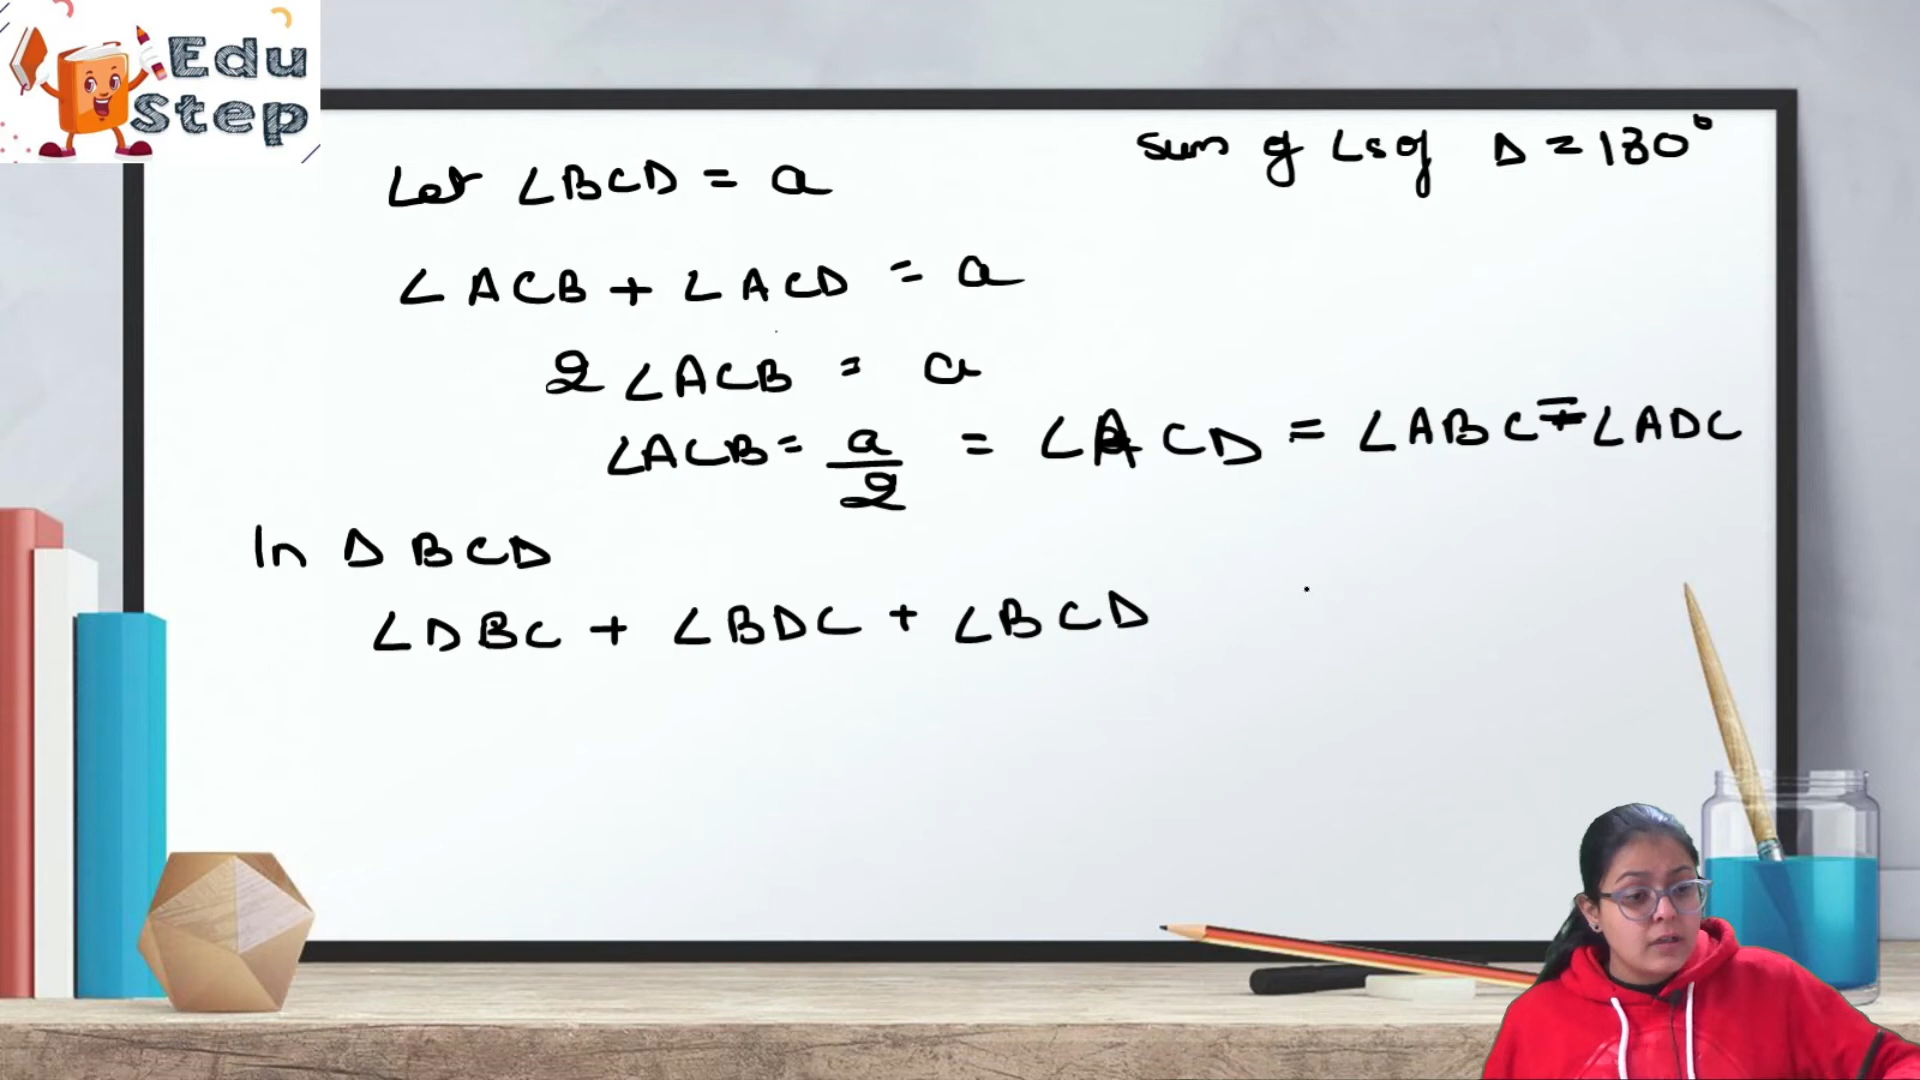 Edu
Step
Sum of ∠s of Δ = 180°
Let ∠BCD = a
∠ACB + ∠ACD = a
2 ∠ACB = a
∠ACB = a/2 = ∠ACD = ∠ABC = ∠ADC
In Δ BCD
∠DBC + ∠BDC + ∠BCD